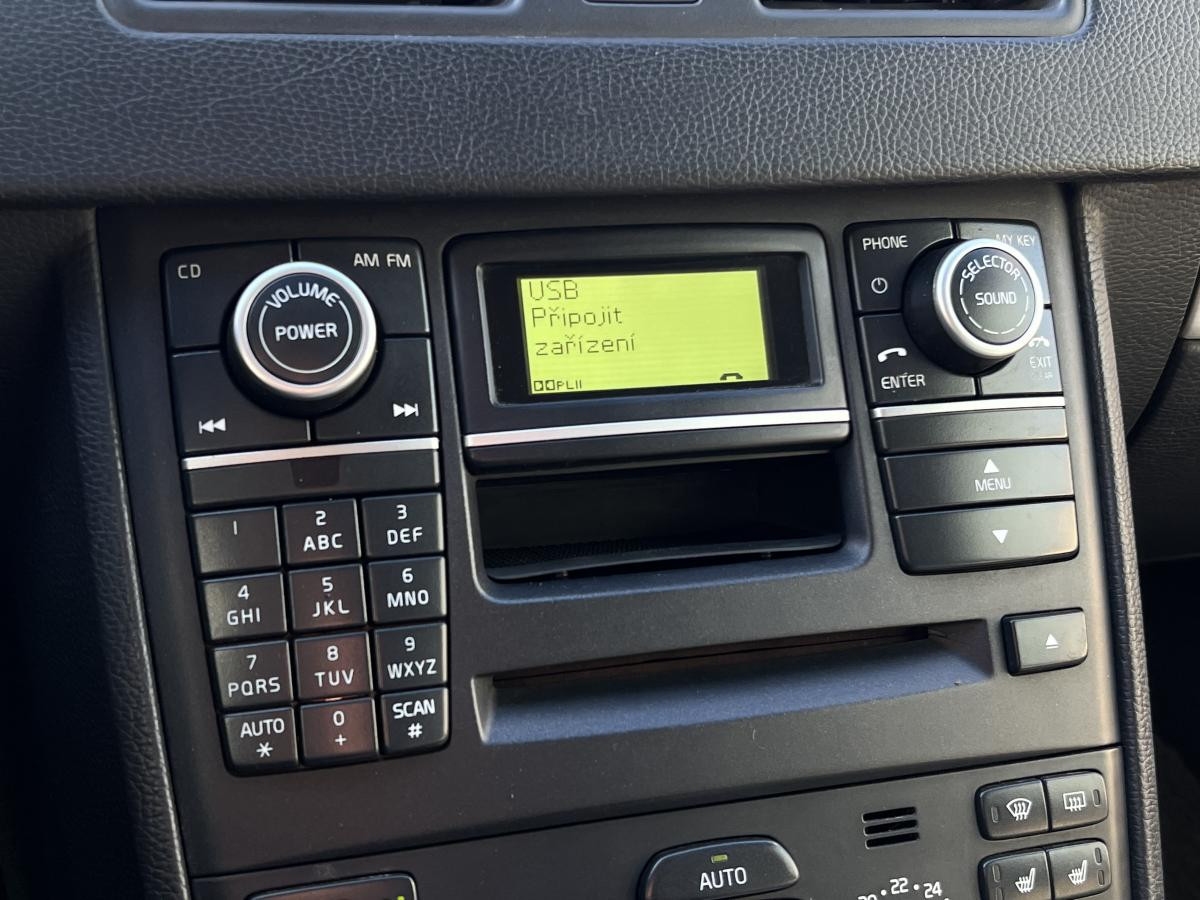 CD
AM FM
VOLUME
POWER
USB
Připojit
zařízení
PLII
PHONE
MY KEY
SELECTOR
SOUND
ENTER
EXIT
CLEAR
MENU
1
2
ABC
3
DEF
4
GHI
5
JKL
6
MNO
7
PQRS
8
TUV
9
WXYZ
AUTO
*
0
+
SCAN
#
AUTO
20 • 22 • 24